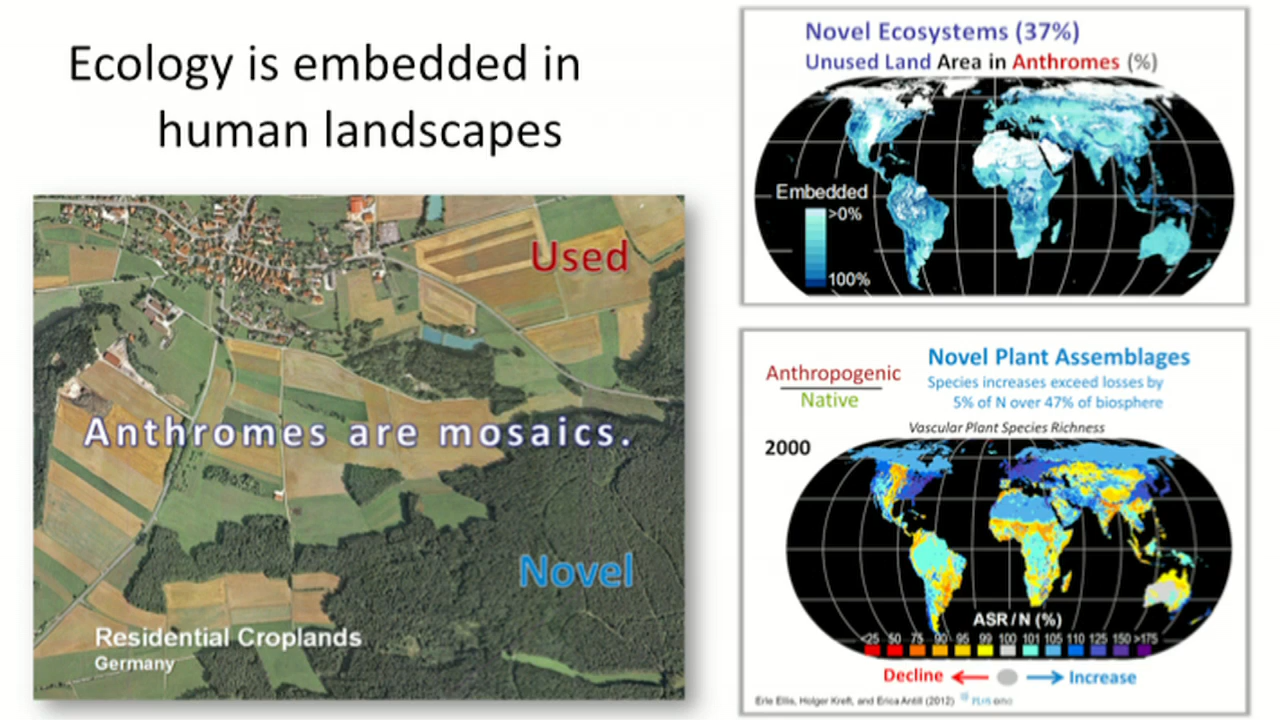 Ecology is embedded in
human landscapes
Used
Anthromes are mosaics.
Novel
Residential Croplands
Germany
Novel Ecosystems (37%)
Unused Land Area in Anthromes (%)
Embedded
>0%
100%
Novel Plant Assemblages
Anthropogenic
Native
Species increases exceed losses by
5% of N over 47% of biosphere
Vascular Plant Species Richness
2000
ASR / N (%)
<25 50 75 90 95 99 100 101 105 110 125 150 >175
Decline Increase
Erle Ellis, Holger Kreft, and Erica Antill (2012) PLoS ONE